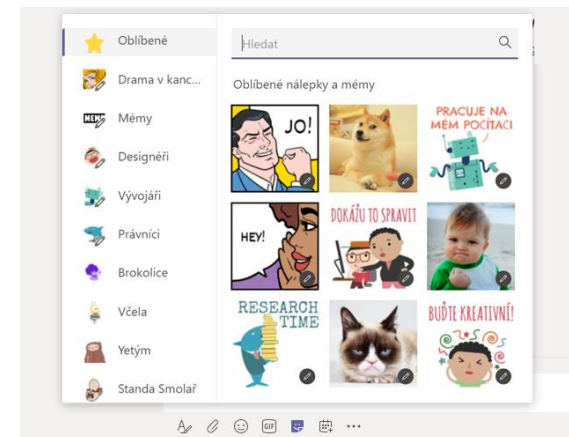 Oblíbené
Drama v kanc...
Mémy
Designéři
Vývojáři
Právníci
Brokolice
Včela
Yetým
Standa Smolař
Hledat
Oblíbené nálepky a mémy
JO!
PRACUJE NA
MÉM POČÍTAČI
HEY!
DOKÁŽU TO SPRAVIT
RESEARCH
TIME
BUĎTE KREATIVNÍ!
GIF